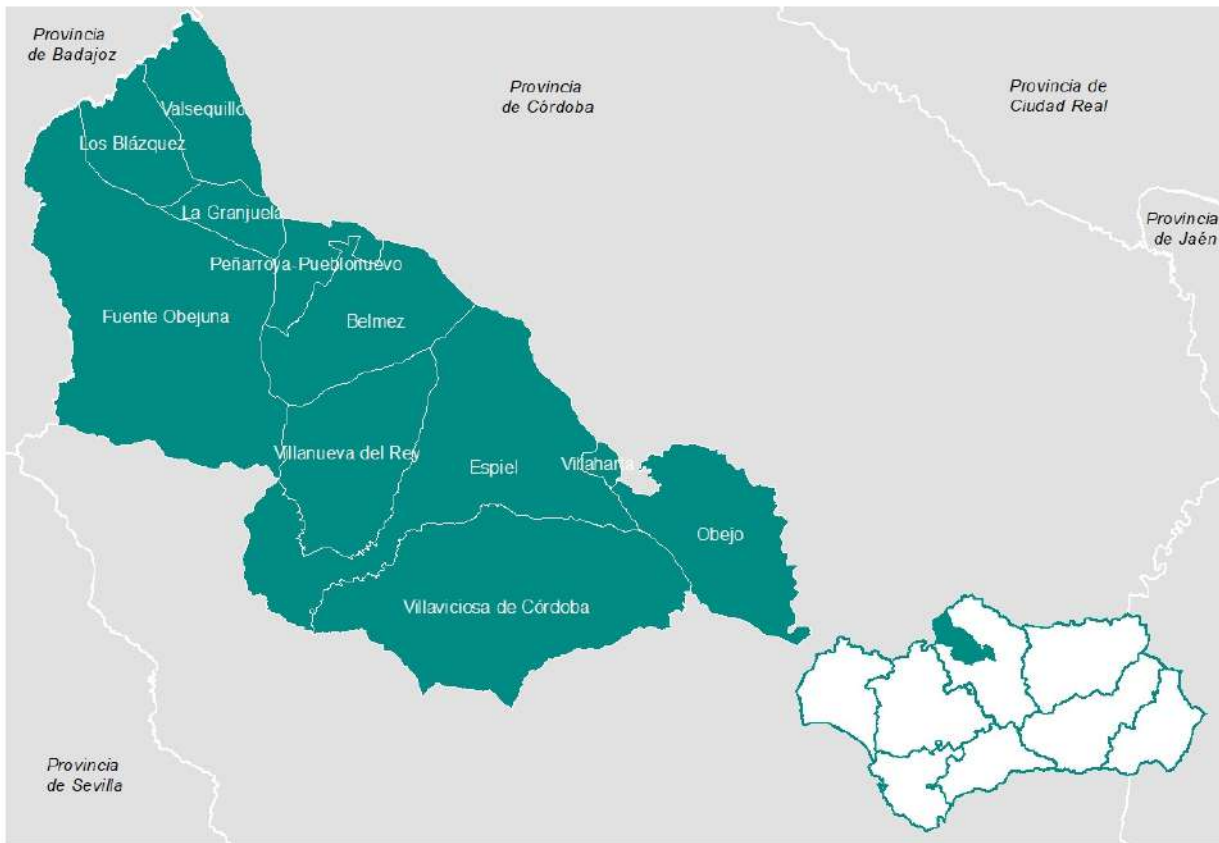 Provincia
de Badajoz
Provincia
de Córdoba
Provincia de
Ciudad Real
Valsequillo
Los Blázquez
La Granjuela
Provincia
de Jaén
Peñarroya-Pueblonuevo
Fuente Obejuna
Belmez
Villanueva del Rey
Espiel
Villaharta
Obejo
Villaviciosa de Córdoba
Provincia
de Sevilla